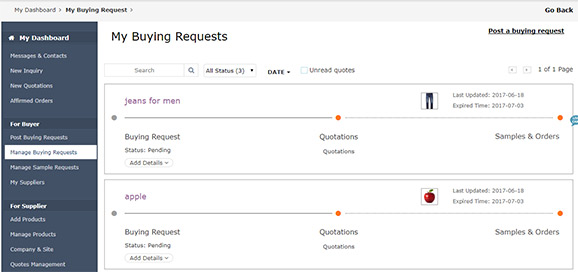 My Dashboard > My Buying Request >
Go Back
My Dashboard
Messages & Contacts
New Inquiry
New Quotations
Affirmed Orders
For Buyer
Post Buying Requests
Manage Buying Requests
Manage Sample Requests
My Suppliers
For Supplier
Add Products
Manage Products
Company & Site
Quotes Management
My Buying Requests
Post a buying request
Search
All Status (3)
DATE
Unread quotes
1 of 1 Page
jeans for men
Last Updated: 2017-06-18
Expired Time: 2017-07-03
Buying Request
Quotations
Samples & Orders
Status: Pending
Quotations
Add Details
apple
Last Updated: 2017-06-18
Expired Time: 2017-07-03
Buying Request
Quotations
Samples & Orders
Status: Pending
Quotations
Add Details